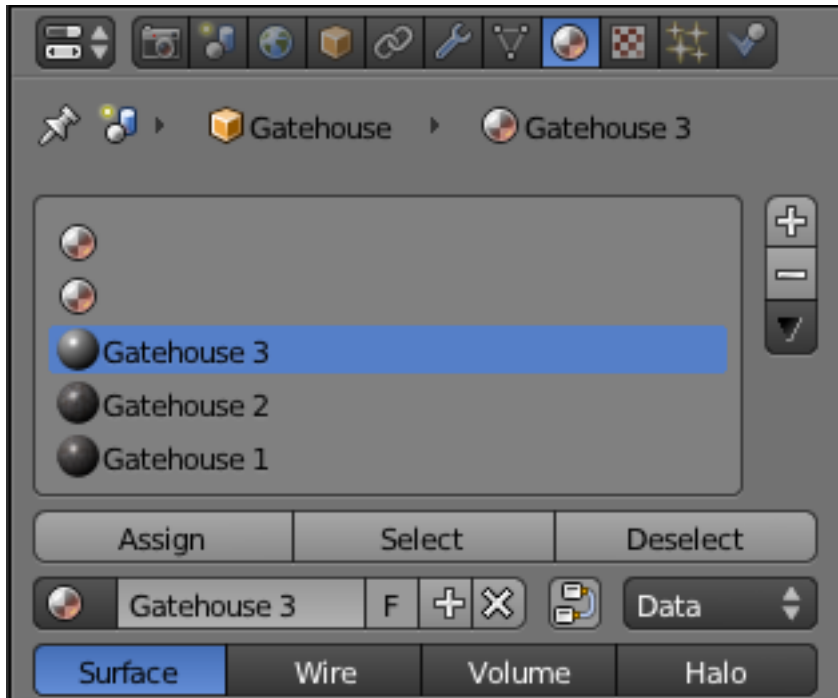 Gatehouse Gatehouse 3
Gatehouse 3
Gatehouse 2
Gatehouse 1
Assign Select Deselect
Gatehouse 3 F Data
Surface Wire Volume Halo